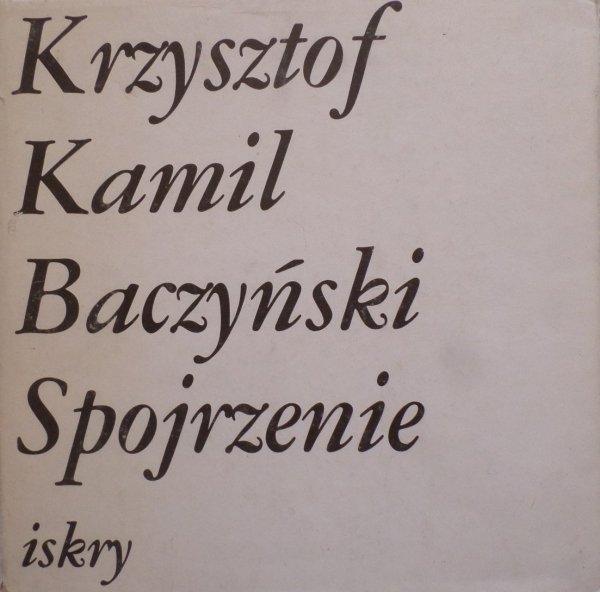 Krzysztof
Kamil
Baczyński
Spojrzenie
iskry